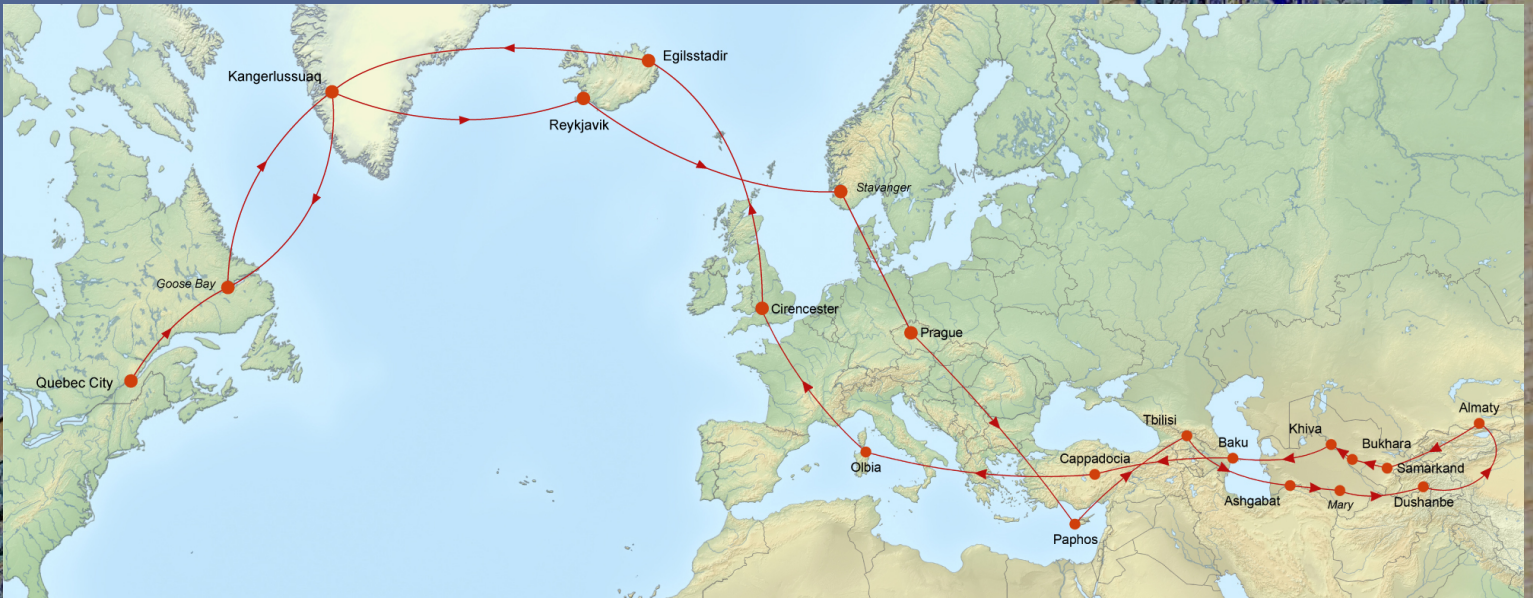 Egilsstadir
Kangerlussuaq
Reykjavik
Stavanger
Goose Bay
Cirencester
Prague
Quebec City
Almaty
Tbilisi
Khiva
Baku
Bukhara
Cappadocia
Olbia
Samarkand
Ashgabat
Mary
Dushanbe
Paphos